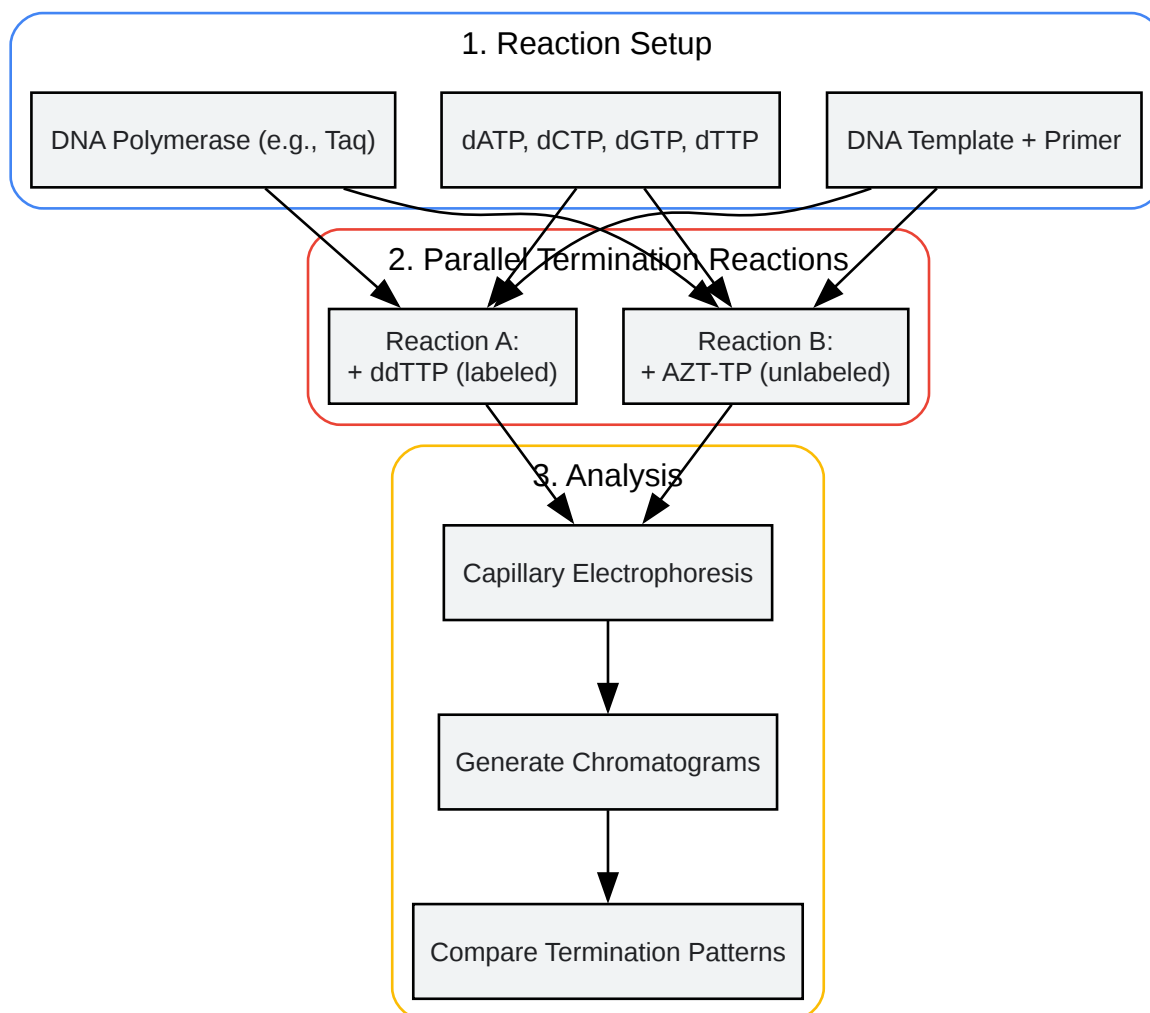 1. Reaction Setup
DNA Polymerase (e.g., Taq)
dATP, dCTP, dGTP, dTTP
DNA Template + Primer
2. Parallel Termination Reactions
Reaction A:
+ ddTTP (labeled)
Reaction B:
+ AZT-TP (unlabeled)
3. Analysis
Capillary Electrophoresis
Generate Chromatograms
Compare Termination Patterns